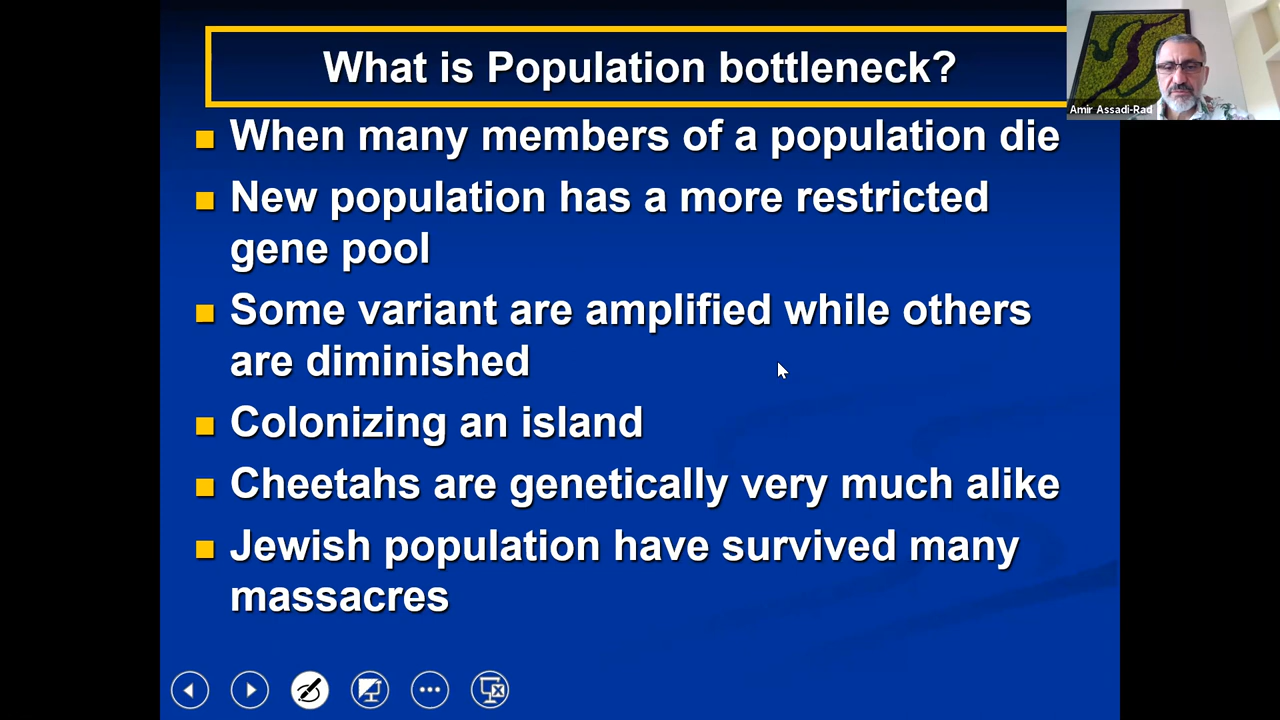 What is Population bottleneck?
Amir Assadi-Rad
When many members of a population die
New population has a more restricted
gene pool
Some variant are amplified while others
are diminished
Colonizing an island
Cheetahs are genetically very much alike
Jewish population have survived many
massacres